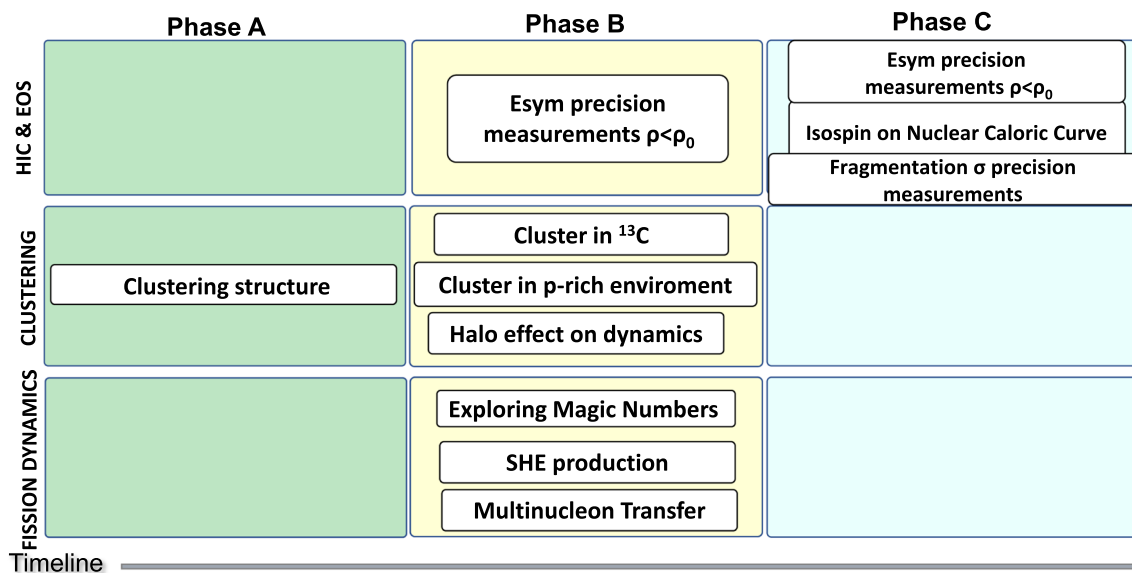 Phase A
Phase B
Phase C
HIC & EOS
Esym precision
measurements ρ<ρ₀
Esym precision
measurements ρ<ρ₀
Isospin on Nuclear Caloric Curve
Fragmentation σ precision
measurements
CLUSTERING
Clustering structure
Cluster in ¹³C
Cluster in p-rich enviroment
Halo effect on dynamics
FISSION DYNAMICS
Exploring Magic Numbers
SHE production
Multinucleon Transfer
Timeline